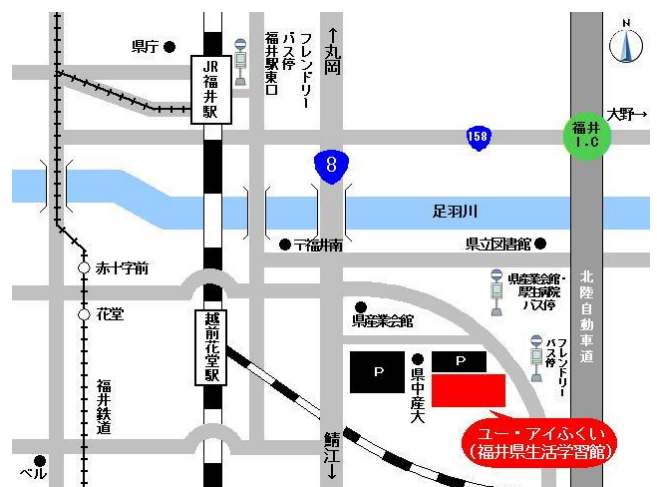 県庁
JR福井駅
フレンドリー
バス停
福井駅東口
↑丸岡
N
大野→
福井
I.C
158
8
足羽川
〒福井南
県立図書館
赤十字前
花堂
県産業会館・
厚生病院
バス停
北陸自動車道
県産業会館
越前花堂駅
フレンドリー
バス停
P
P
県中産大
福井鉄道
ユー・アイふくい
(福井県生活学習館)
鯖江↓
ベル